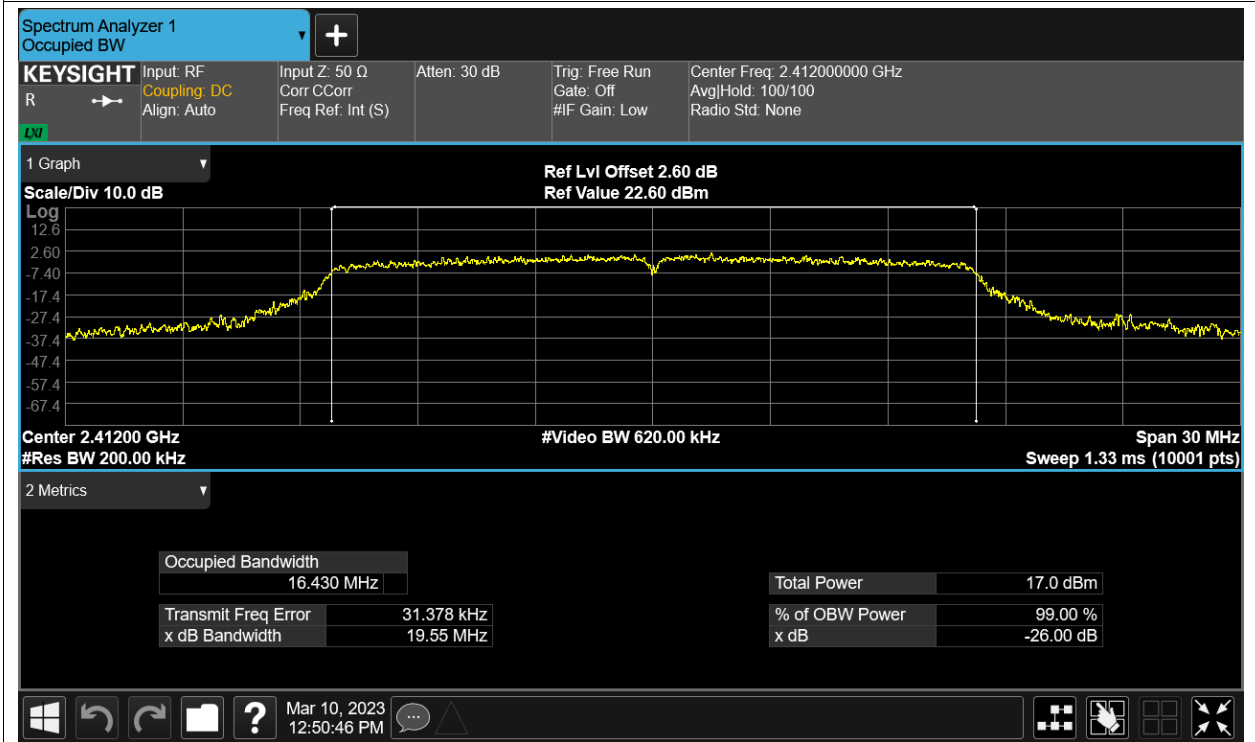 Spectrum Analyzer 1
Occupied BW
KEYSIGHT
R
LXI
Input: RF
Coupling: DC
Align: Auto
Input Z: 50 Ω
Corr CCorr
Freq Ref: Int (S)
Atten: 30 dB
Trig: Free Run
Gate: Off
#IF Gain: Low
Center Freq: 2.412000000 GHz
Avg|Hold: 100/100
Radio Std: None
1 Graph
Scale/Div 10.0 dB
Ref Lvl Offset 2.60 dB
Ref Value 22.60 dBm
Log
12.6
2.60
-7.40
-17.4
-27.4
-37.4
-47.4
-57.4
-67.4
Center 2.41200 GHz
#Res BW 200.00 kHz
#Video BW 620.00 kHz
Span 30 MHz
Sweep 1.33 ms (10001 pts)
2 Metrics
Occupied Bandwidth
16.430 MHz
Transmit Freq Error 31.378 kHz
x dB Bandwidth 19.55 MHz
Total Power 17.0 dBm
% of OBW Power 99.00 %
x dB -26.00 dB
?
Mar 10, 2023
12:50:46 PM